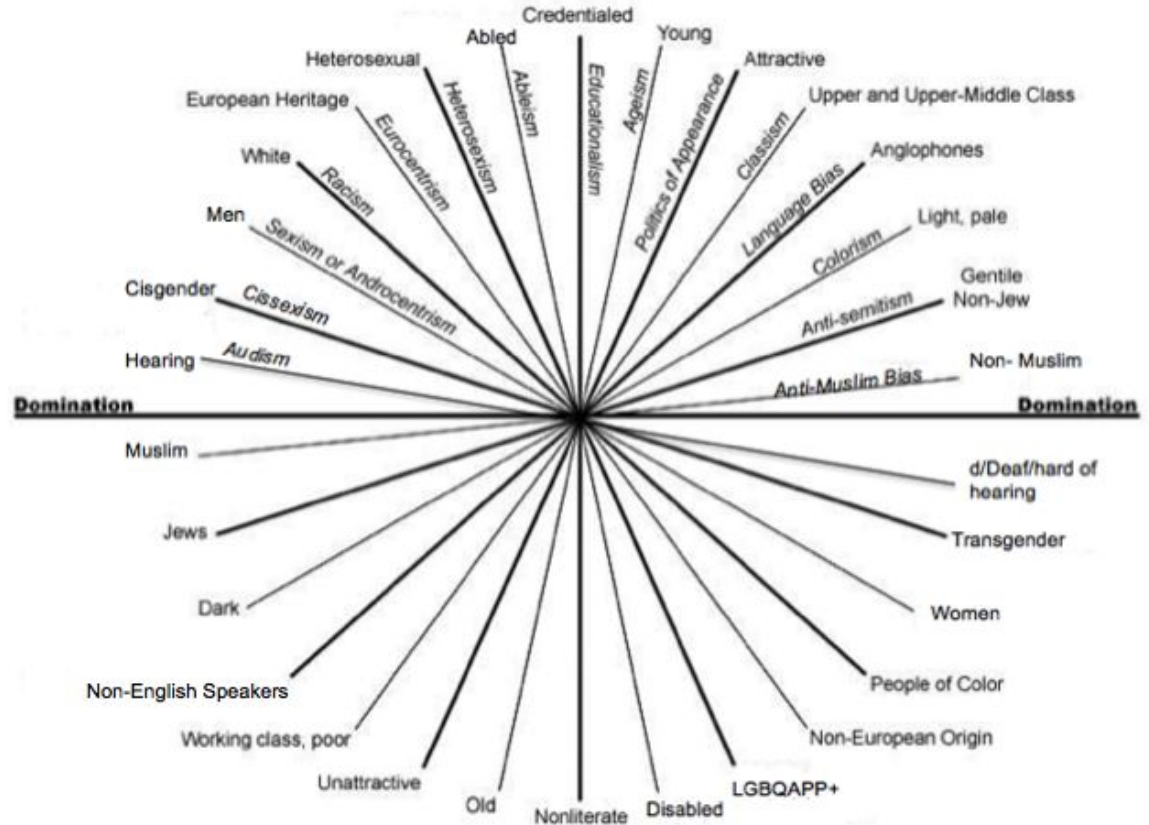 Credentialed
Abled
Young
Heterosexual
Attractive
European Heritage
Upper and Upper-Middle Class
White
Anglophones
Men
Light, pale
Cisgender
Gentile
Non-Jew
Hearing
Non- Muslim
Audism
Cissexism
Sexism or Androcentrism
Racism
Eurocentrism
Heterosexism
Ableism
Educationalism
Ageism
Politics of Appearance
Classism
Language Bias
Colorism
Anti-semitism
Anti-Muslim Bias
Domination
Domination
Muslim
d/Deaf/hard of
hearing
Jews
Transgender
Dark
Women
Non-English Speakers
People of Color
Working class, poor
Non-European Origin
Unattractive
LGBQAPP+
Old
Disabled
Nonliterate